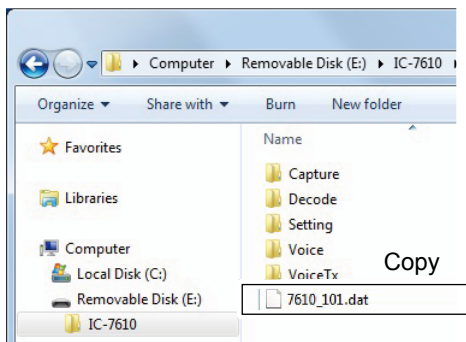 Computer ▸ Removable Disk (E:) ▸ IC-7610
Organize ▾ Share with ▾ Burn New folder
Favorites
Libraries
Computer
Local Disk (C:)
Removable Disk (E:)
IC-7610
Name
Capture
Decode
Setting
Voice
VoiceTx
Copy
7610_101.dat